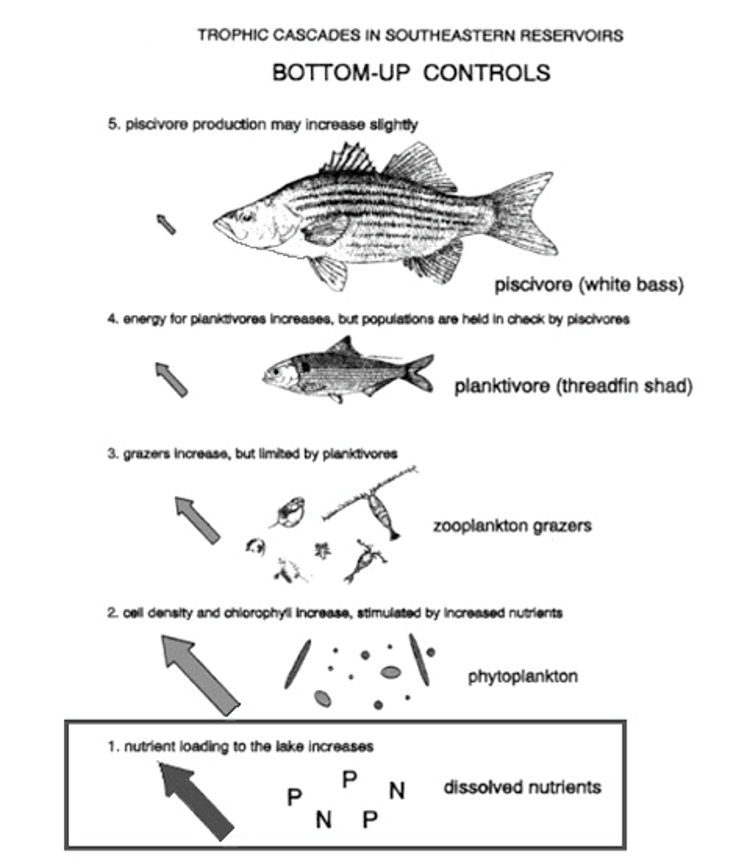 TROPHIC CASCADES IN SOUTHEASTERN RESERVOIRS
BOTTOM-UP CONTROLS
5. piscivore production may increase slightly
piscivore (white bass)
4. energy for planktivores increases, but populations are held in check by piscivores
planktivore (threadfin shad)
3. grazers increase, but limited by planktivores
zooplankton grazers
2. cell density and chlorophyll increase, stimulated by increased nutrients
phytoplankton
1. nutrient loading to the lake increases
P P N dissolved nutrients
N P